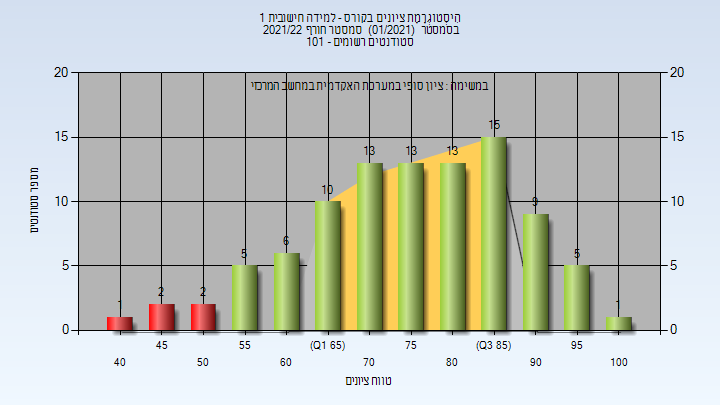 היסטוגרמת ציונים בקורס - למידה חישובית 1
בסמסטר (01/2021) סמסטר חורף 2021/22
סטודנטים רשומים - 101
במשימה : ציון סופי במערכת האקדמית במחשב המרכזי
20 20
15 15
10 10
5 5
0 0
1 2 2 5 6 10 13 13 13 15 9 5 1
מספר סטודנטים
45 55 (Q1 65) 75 (Q3 85) 95
40 50 60 70 80 90 100
טווח ציונים